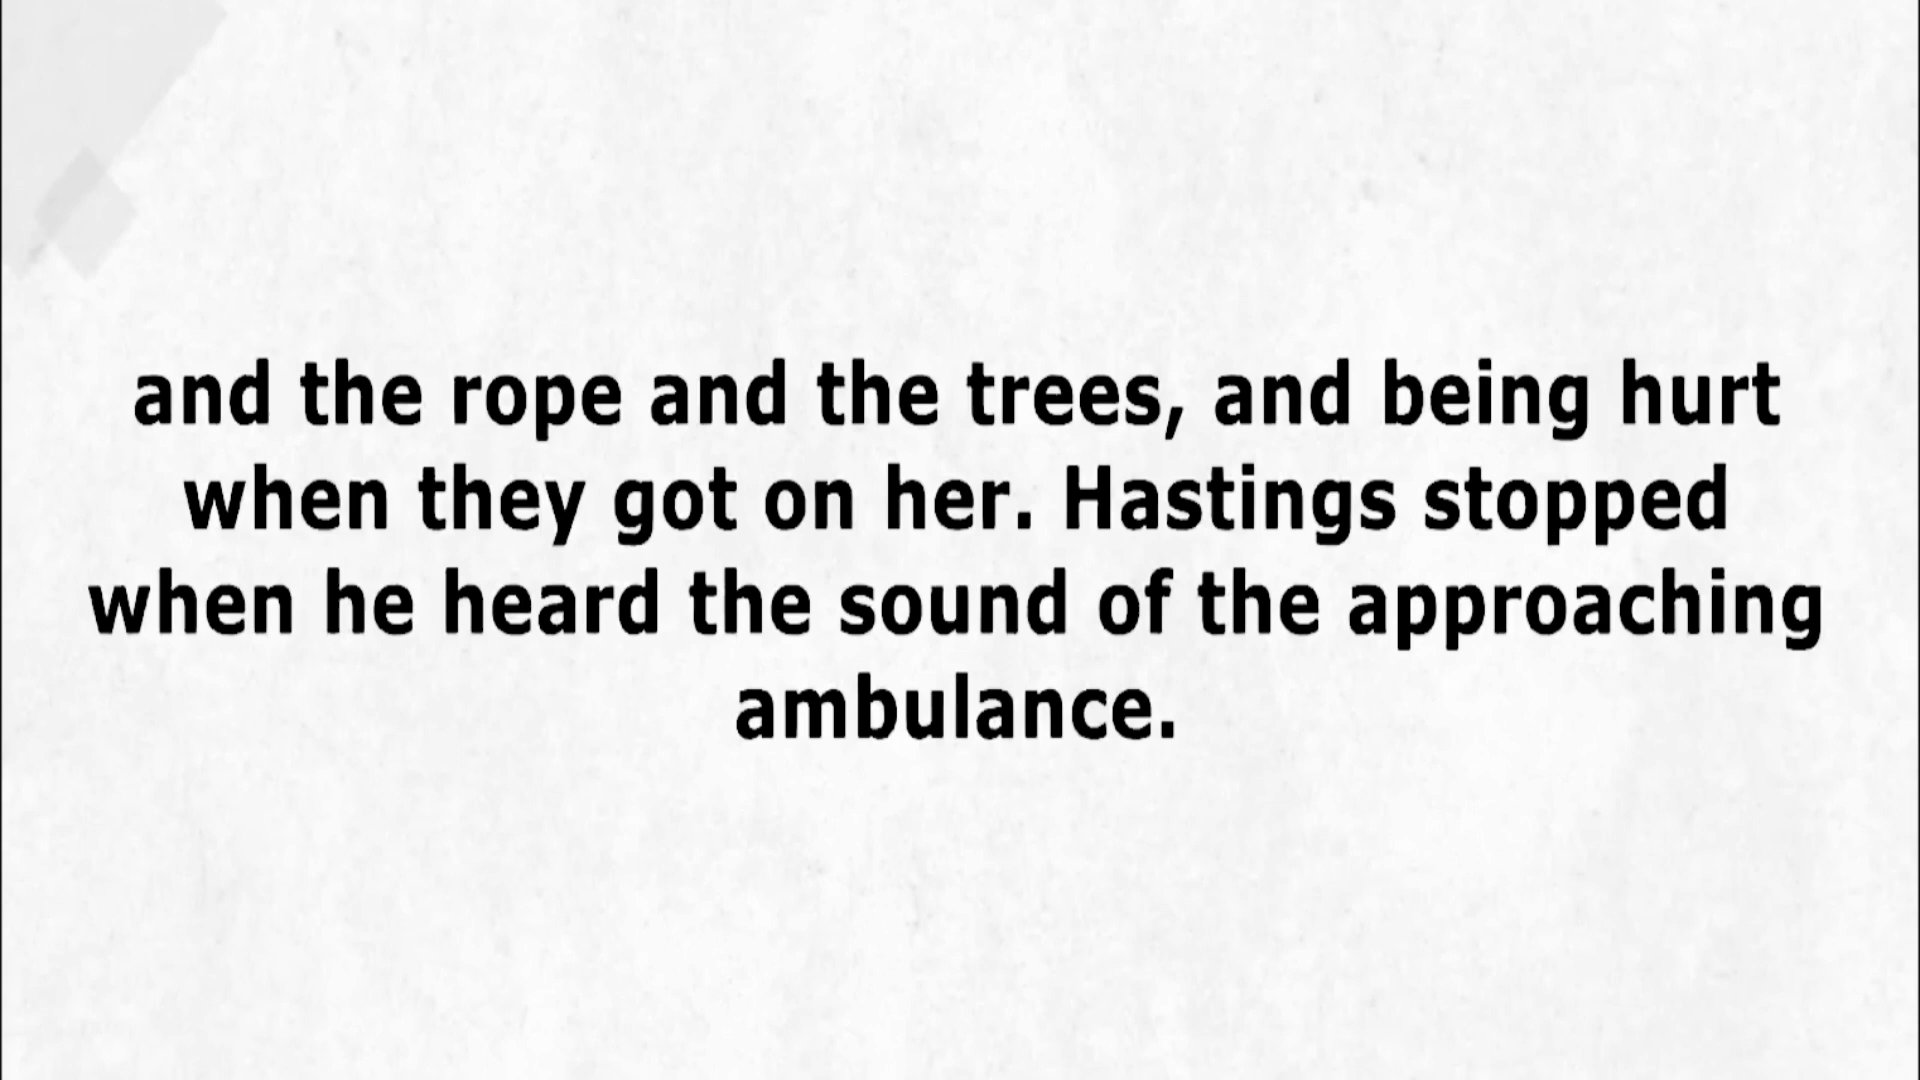 and the rope and the trees, and being hurt
when they got on her. Hastings stopped
when he heard the sound of the approaching
ambulance.